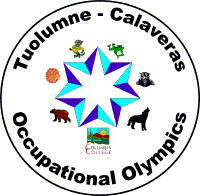 Tuolumne - Calaveras
COLUMBIA
COLLEGE
Occupational Olympics